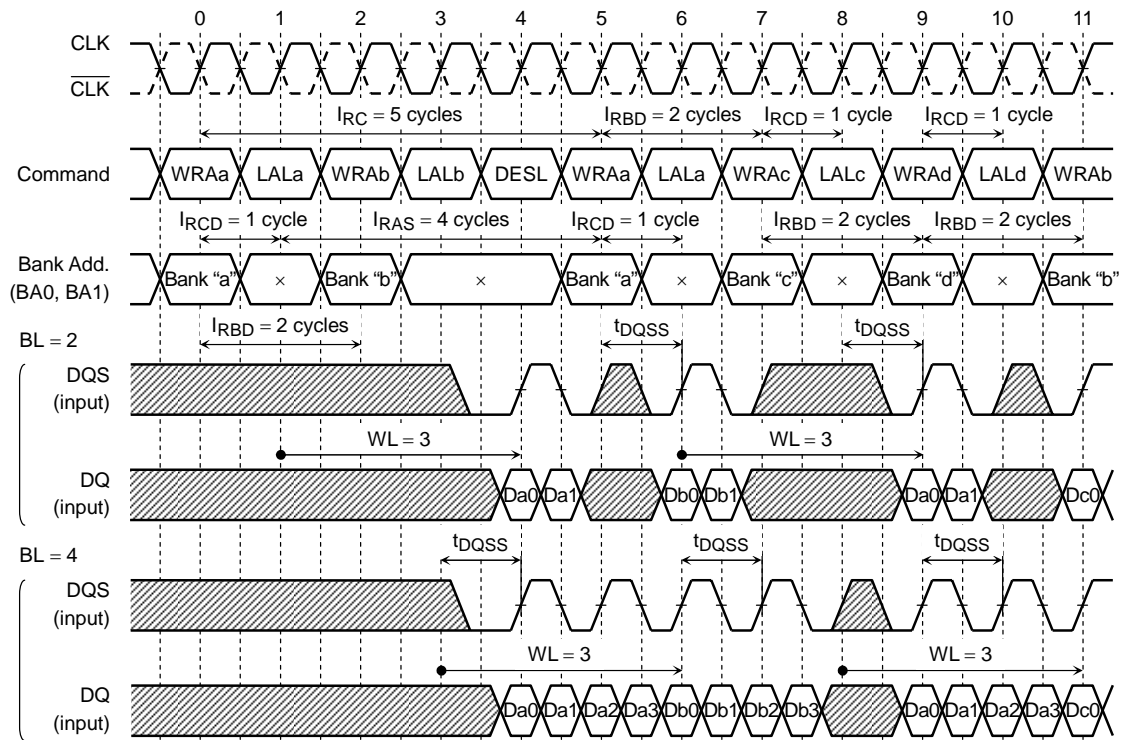 0 1 2 3 4 5 6 7 8 9 10 11
CLK
CLK
IRC = 5 cycles IRBD = 2 cycles IRCD = 1 cycle IRCD = 1 cycle
Command WRAa LALa WRAb LALb DESL WRAa LALa WRAc LALc WRAd LALd WRAb
IRCD = 1 cycle IRAS = 4 cycles IRCD = 1 cycle IRBD = 2 cycles IRBD = 2 cycles
Bank Add.
(BA0, BA1)
Bank “a” × Bank “b” × Bank “a” × Bank “c” × Bank “d” × Bank “b”
IRBD = 2 cycles tDQSS tDQSS
BL = 2
DQS
(input)
WL = 3 WL = 3
DQ
(input)
Da0 Da1 Db0 Db1 Da0 Da1 Dc0
BL = 4
tDQSS tDQSS tDQSS
DQS
(input)
WL = 3 WL = 3
DQ
(input)
Da0 Da1 Da2 Da3 Db0 Db1 Db2 Db3 Da0 Da1 Da2 Da3 Dc0